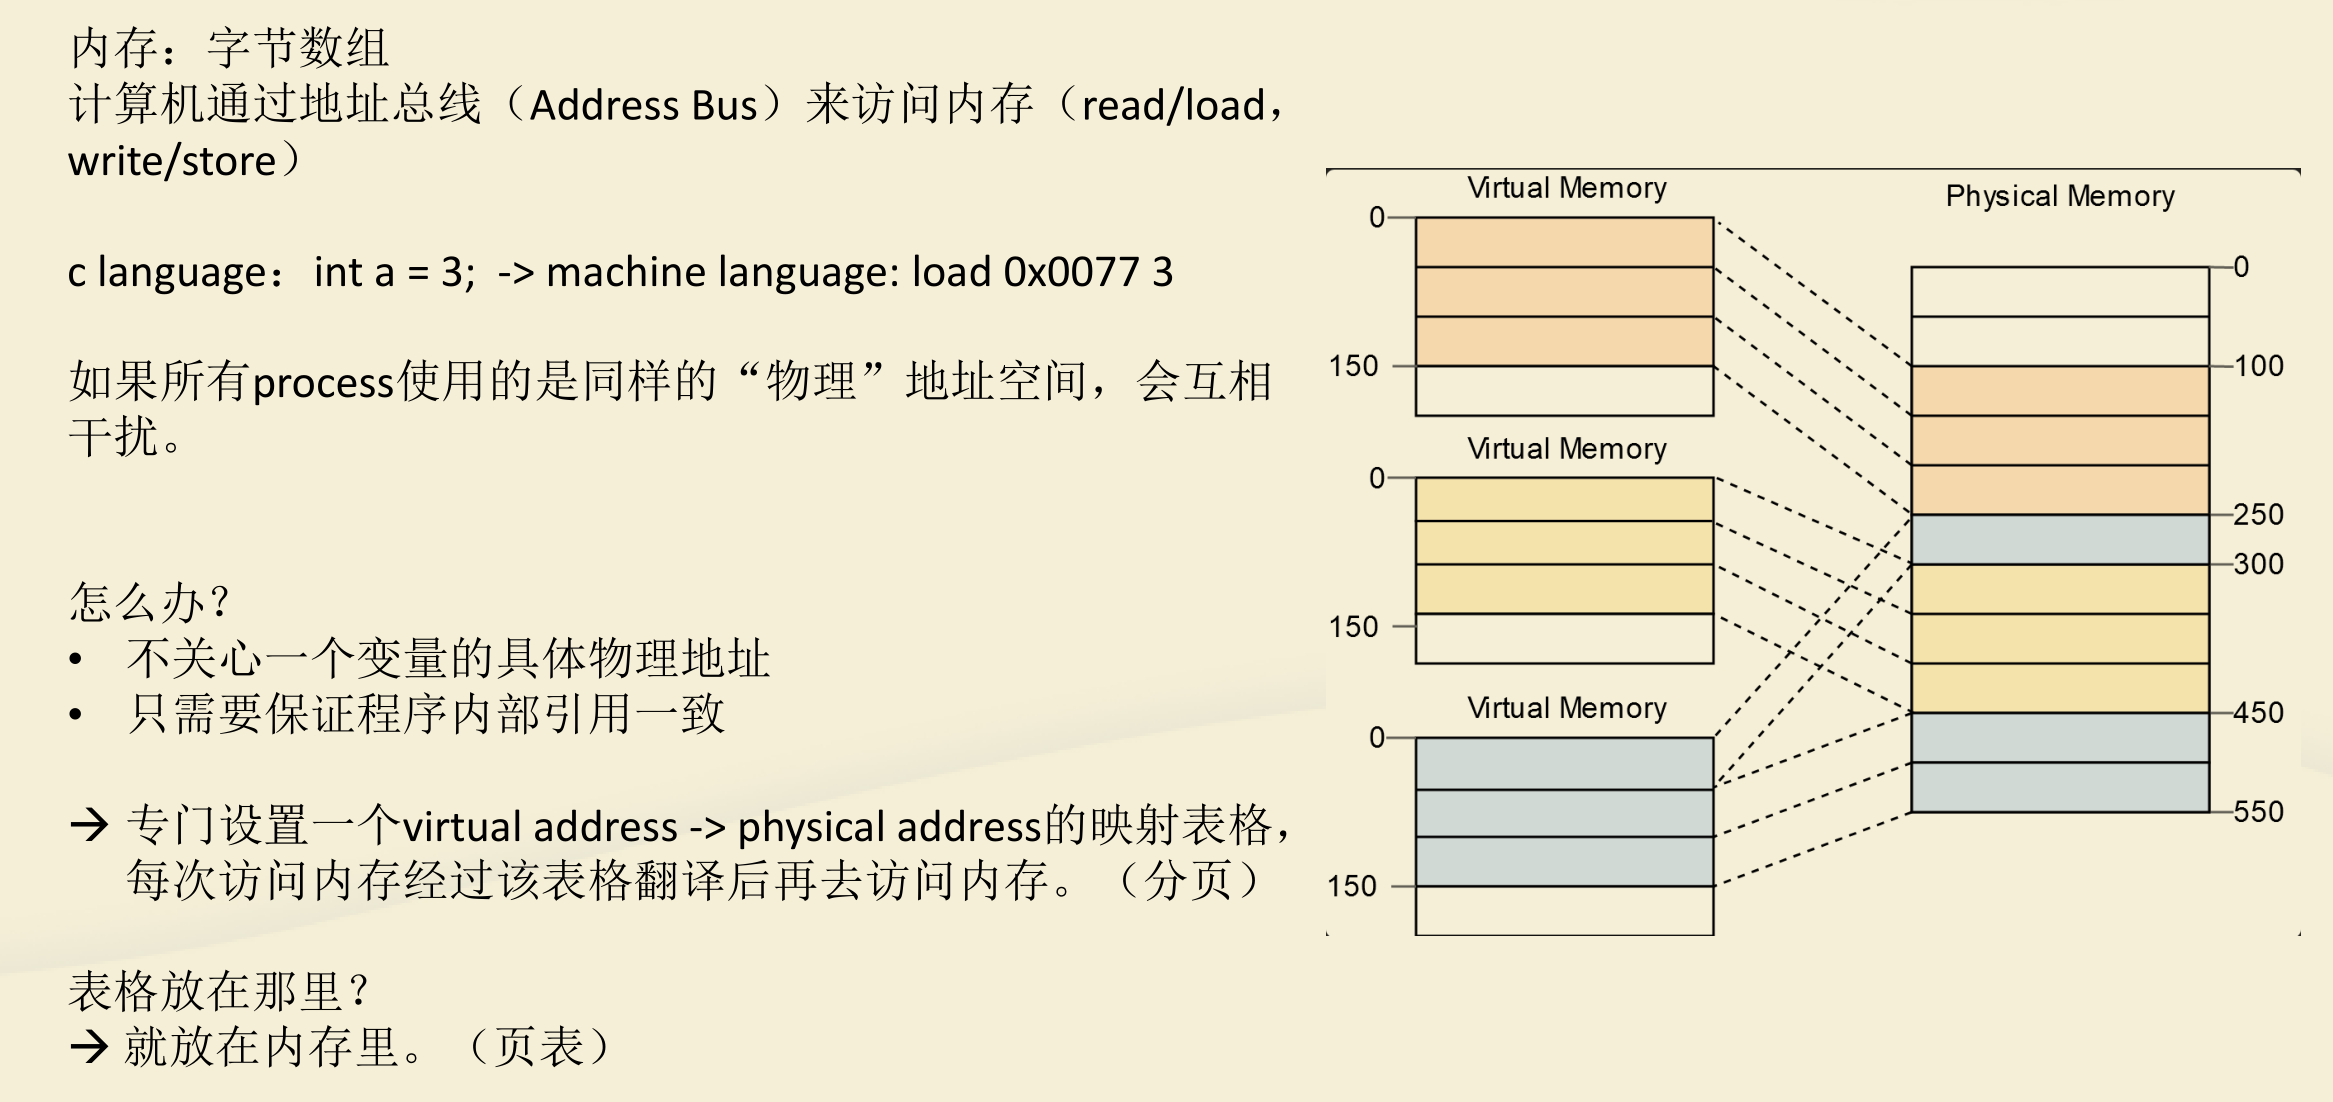 内存：字节数组
计算机通过地址总线（Address Bus）来访问内存（read/load，
write/store）
c language：int a = 3;  -> machine language: load 0x0077 3
如果所有process使用的是同样的“物理”地址空间，会互相
干扰。
怎么办？
• 不关心一个变量的具体物理地址
• 只需要保证程序内部引用一致
→ 专门设置一个virtual address -> physical address的映射表格，
每次访问内存经过该表格翻译后再去访问内存。（分页）
表格放在那里？
→ 就放在内存里。（页表）
Virtual Memory
0
150
Virtual Memory
0
150
Virtual Memory
0
150
Physical Memory
0
100
250
300
450
550